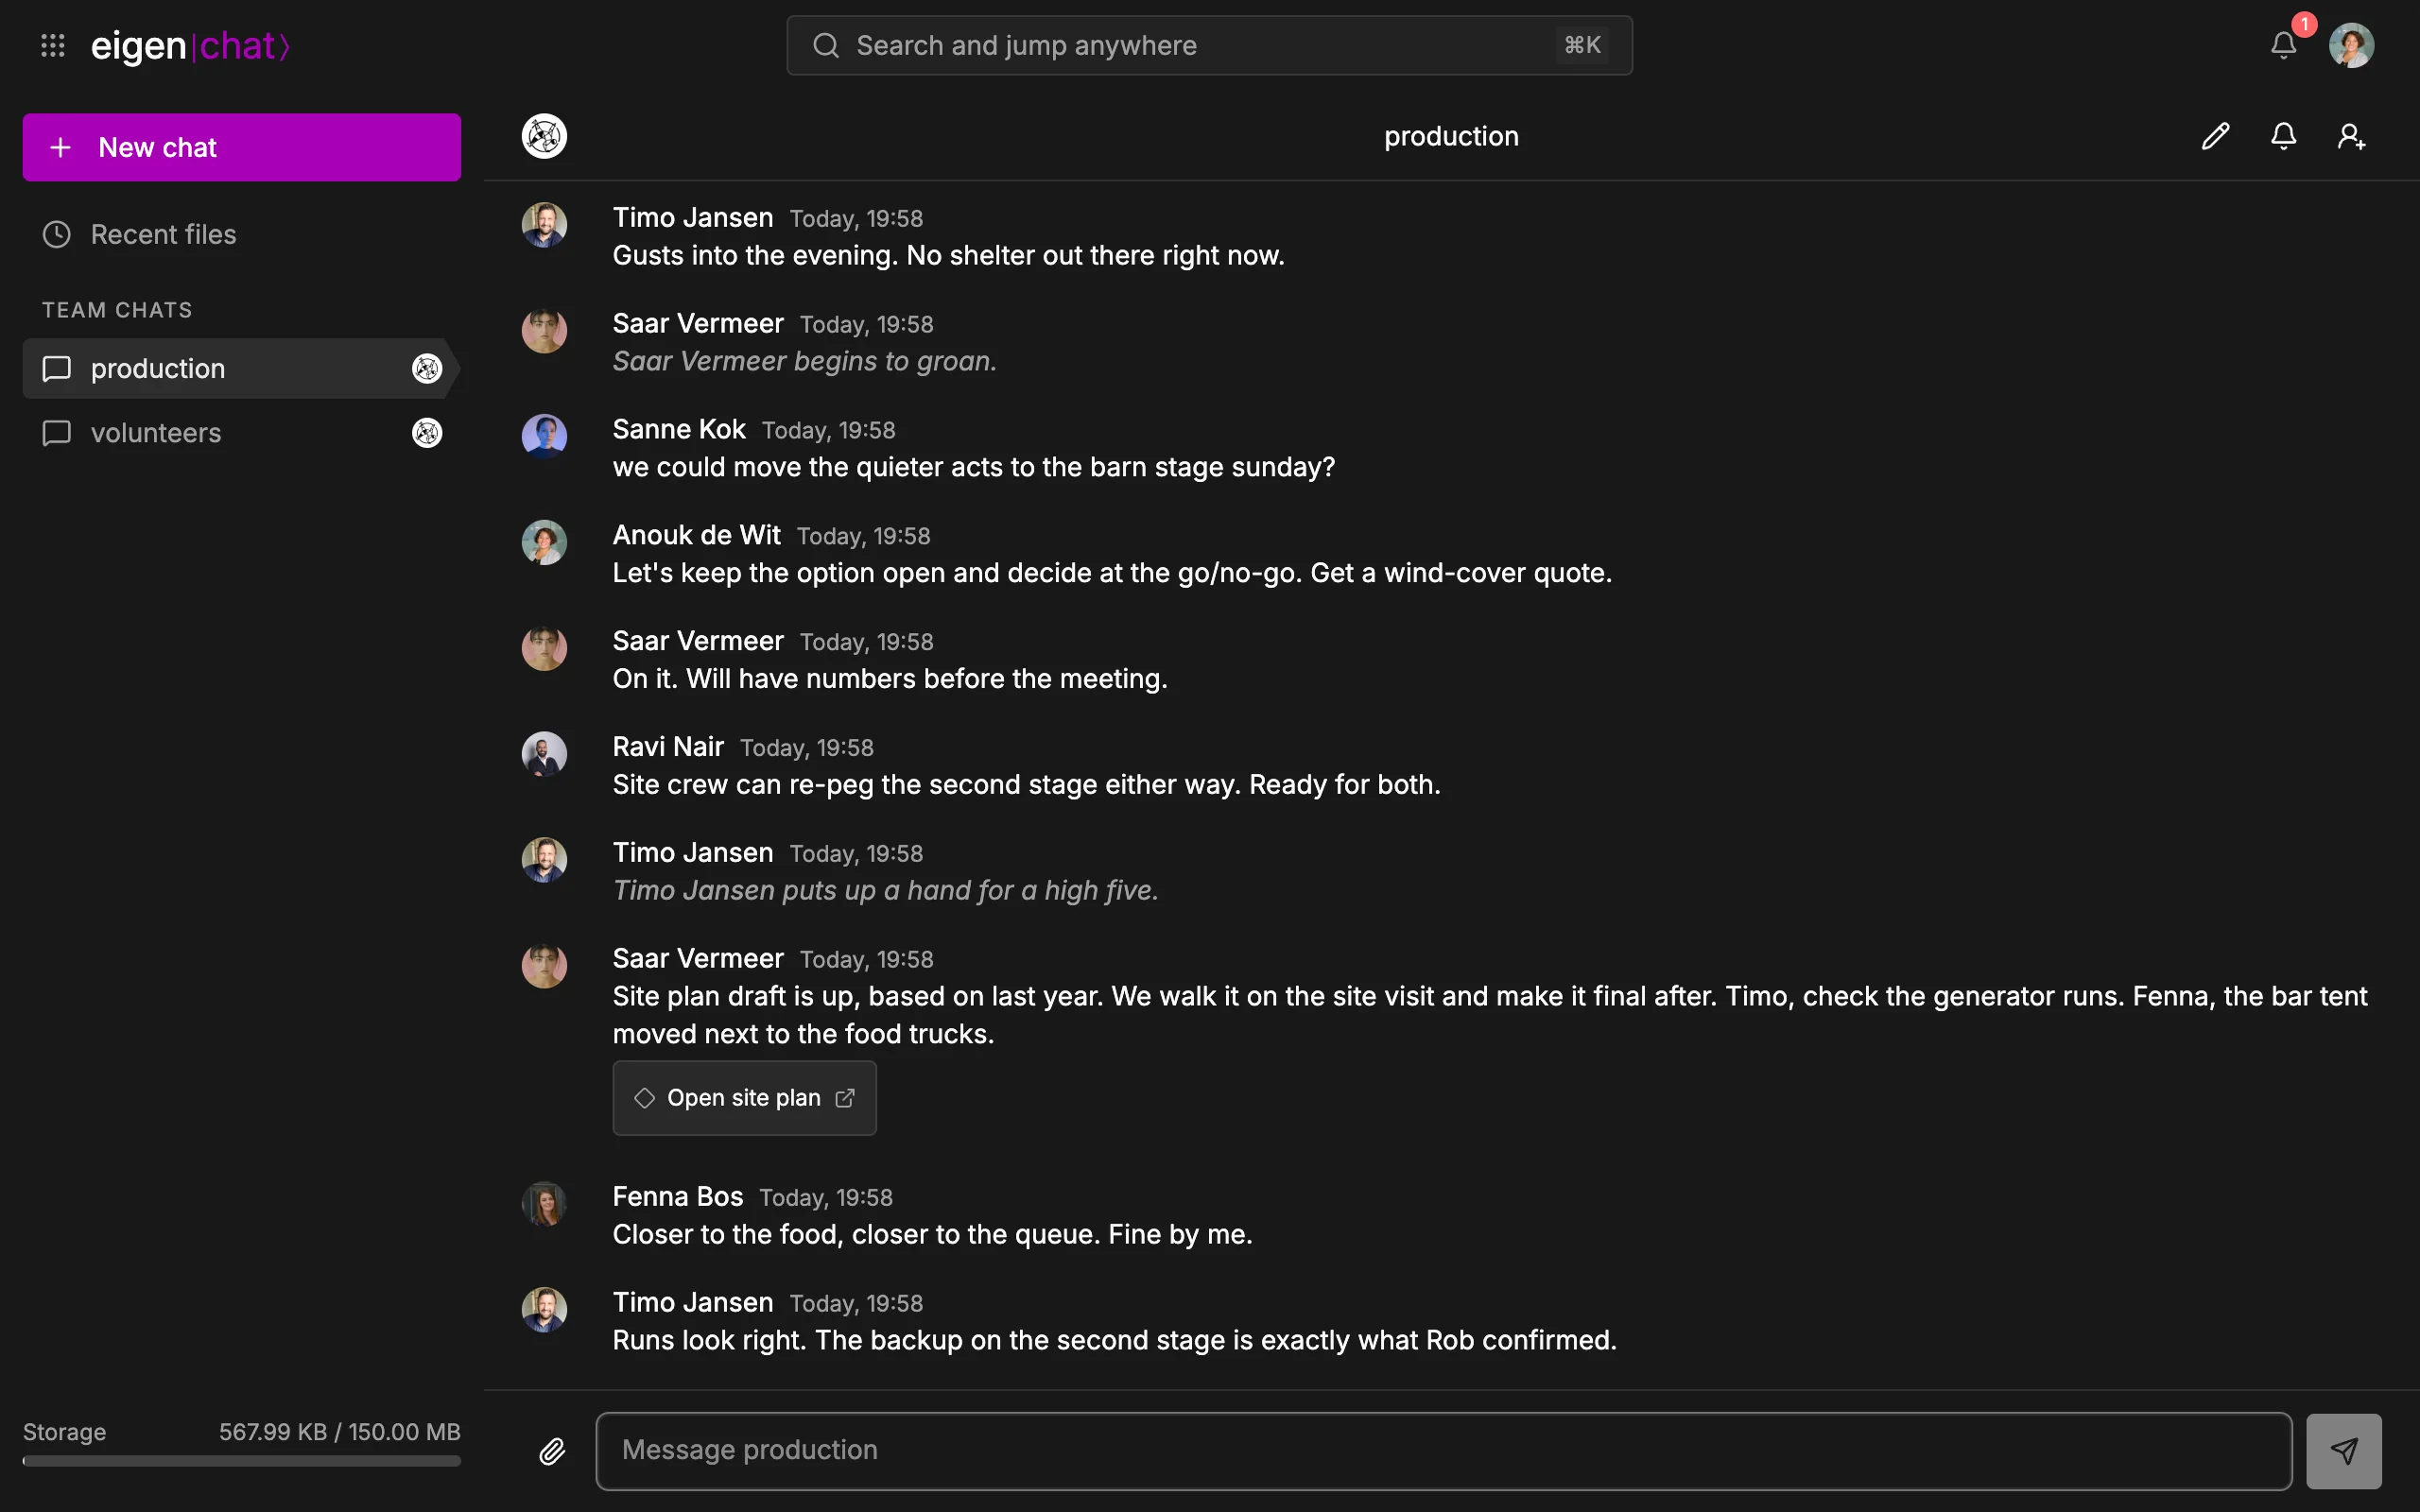 eigen|chat⟩
Search and jump anywhere
⌘K
1
New chat
Recent files
TEAM CHATS
production
volunteers
Storage
567.99 KB / 150.00 MB
production
Timo Jansen Today, 19:58
Gusts into the evening. No shelter out there right now.
Saar Vermeer Today, 19:58
Saar Vermeer begins to groan.
Sanne Kok Today, 19:58
we could move the quieter acts to the barn stage sunday?
Anouk de Wit Today, 19:58
Let's keep the option open and decide at the go/no-go. Get a wind-cover quote.
Saar Vermeer Today, 19:58
On it. Will have numbers before the meeting.
Ravi Nair Today, 19:58
Site crew can re-peg the second stage either way. Ready for both.
Timo Jansen Today, 19:58
Timo Jansen puts up a hand for a high five.
Saar Vermeer Today, 19:58
Site plan draft is up, based on last year. We walk it on the site visit and make it final after. Timo, check the generator runs. Fenna, the bar tent
moved next to the food trucks.
Open site plan
Fenna Bos Today, 19:58
Closer to the food, closer to the queue. Fine by me.
Timo Jansen Today, 19:58
Runs look right. The backup on the second stage is exactly what Rob confirmed.
Message production